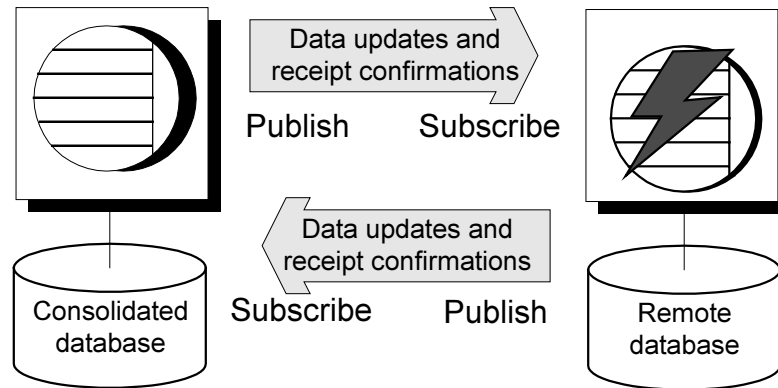 Data updates and
receipt confirmations
Publish Subscribe
Data updates and
receipt confirmations
Subscribe Publish
Consolidated
database
Remote
database